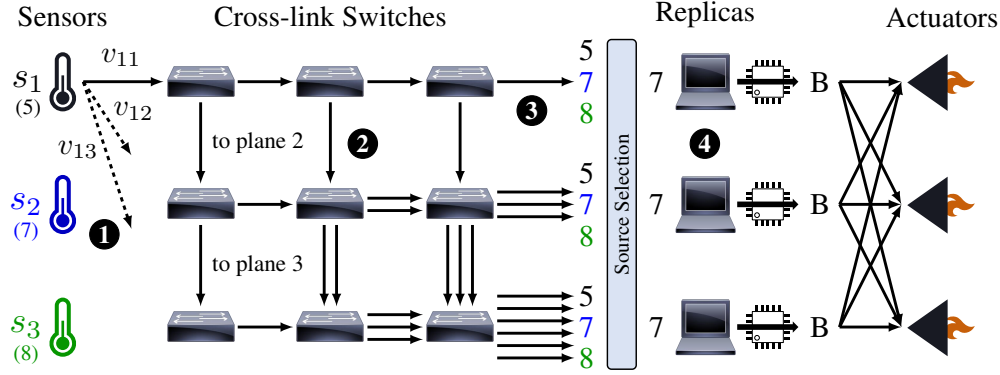 Sensors
Cross-link Switches
Replicas
Actuators
s1
(5)
v11
v12
v13
1
to plane 2
2
3
5
7
8
7
4
B
s2
(7)
to plane 3
5
7
8
Source Selection
7
B
s3
(8)
5
7
8
7
B